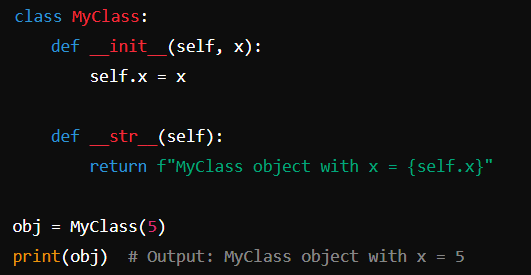 class MyClass:
    def __init__(self, x):
        self.x = x
    def __str__(self):
        return f"MyClass object with x = {self.x}"
obj = MyClass(5)
print(obj)  # Output: MyClass object with x = 5